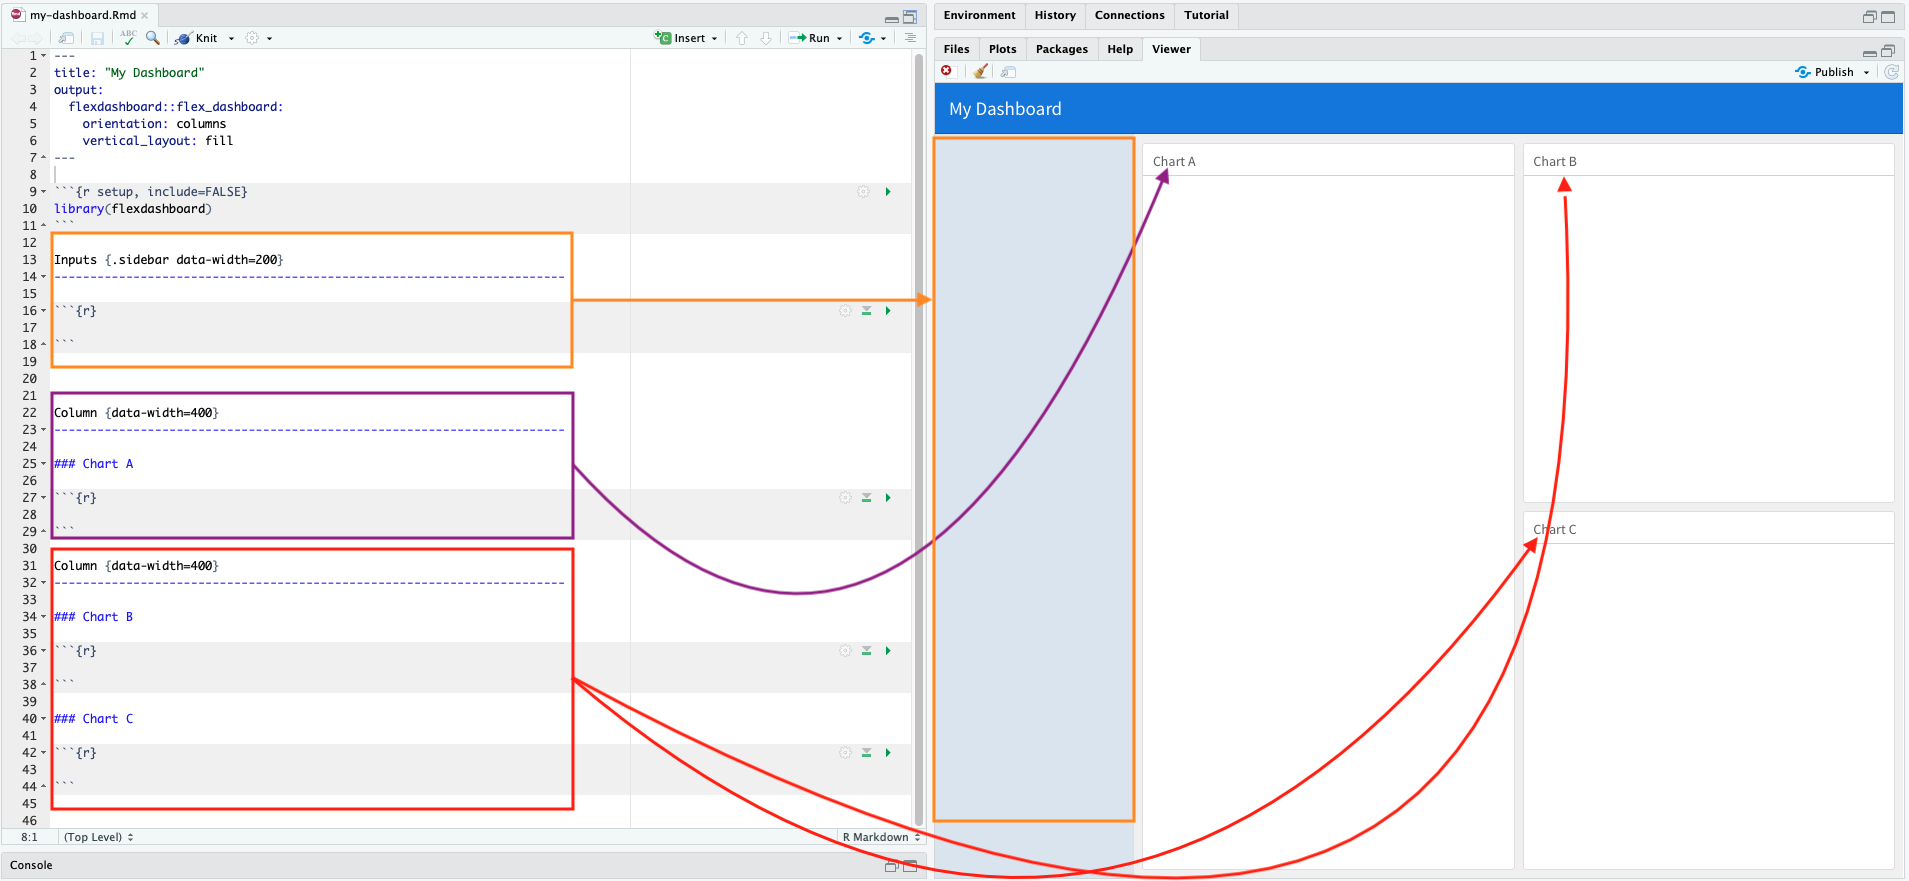 my-dashboard.Rmd
ABC
Knit
Insert
Run
1 ---
2 title: "My Dashboard"
3 output:
4   flexdashboard::flex_dashboard:
5     orientation: columns
6     vertical_layout: fill
7 ---
8
9 ```{r setup, include=FALSE}
10 library(flexdashboard)
11 ```
12
13 Inputs {.sidebar data-width=200}
14 -----------------------------------------------------------------------
15
16 ```{r}
17
18 ```
19
20
21
22 Column {data-width=400}
23 -----------------------------------------------------------------------
24
25 ### Chart A
26
27 ```{r}
28
29 ```
30
31 Column {data-width=400}
32 -----------------------------------------------------------------------
33
34 ### Chart B
35
36 ```{r}
37
38 ```
39
40 ### Chart C
41
42 ```{r}
43
44 ```
45
46
8:1 (Top Level) R Markdown
Console
Environment History Connections Tutorial
Files Plots Packages Help Viewer
Publish
My Dashboard
Chart A
Chart B
Chart C